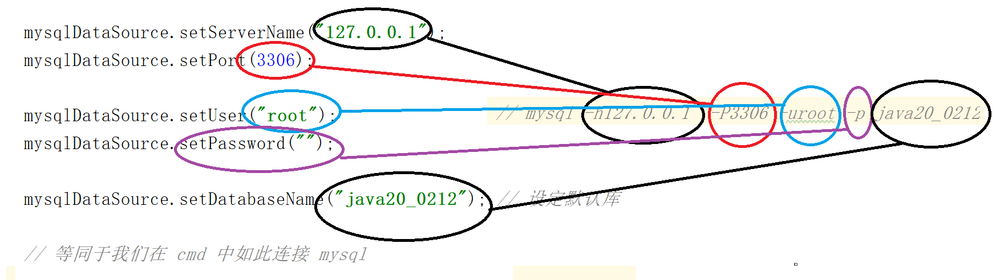 mysqlDataSource.setServerName("127.0.0.1");
mysqlDataSource.setPort(3306);
mysqlDataSource.setUser("root"); // mysql -h127.0.0.1 -P3306 -uroot -p java20_0212
mysqlDataSource.setPassword("");
mysqlDataSource.setDatabaseName("java20_0212"); // 设定默认库
// 等同于我们在 cmd 中如此连接 mysql